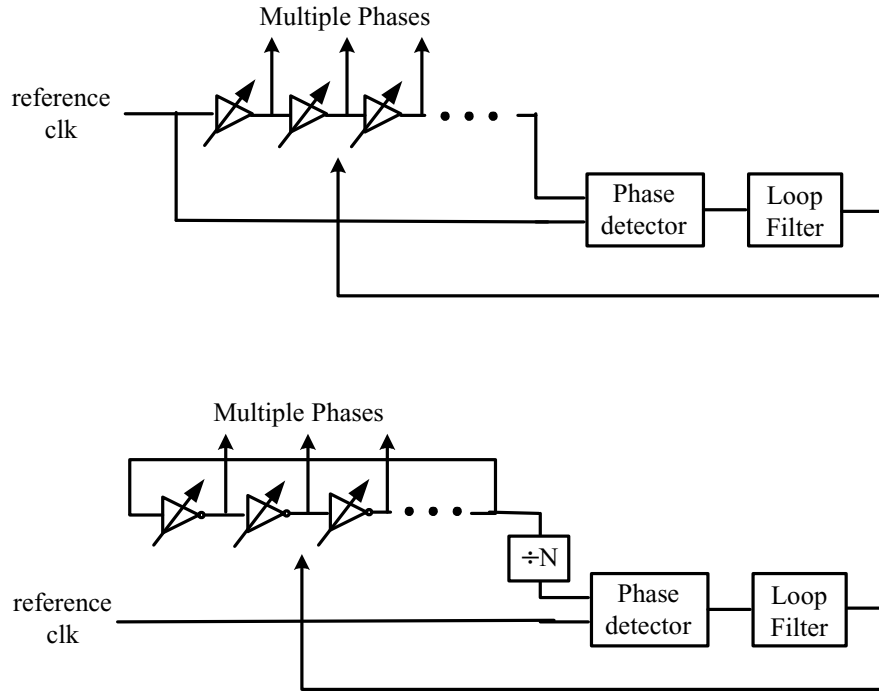 Multiple Phases
reference
clk
Phase
detector
Loop
Filter
Multiple Phases
÷N
reference
clk
Phase
detector
Loop
Filter